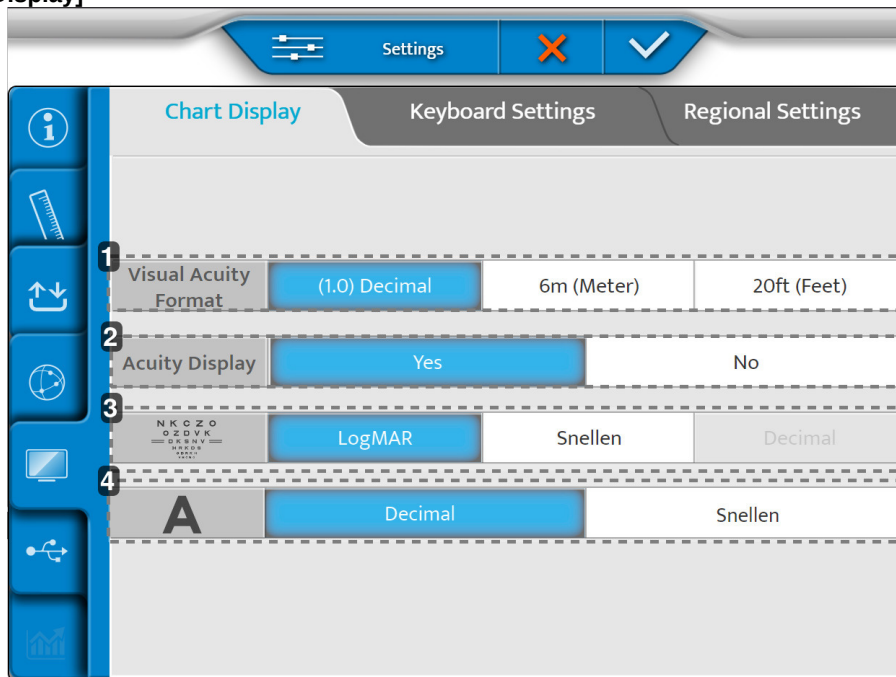 Display]
Settings
Chart Display Keyboard Settings Regional Settings
1
Visual Acuity Format (1.0) Decimal 6m (Meter) 20ft (Feet)
2
Acuity Display Yes No
3
N K C Z O
O Z D V K
D K S N V
H R K D S
LogMAR Snellen Decimal
4
A Decimal Snellen